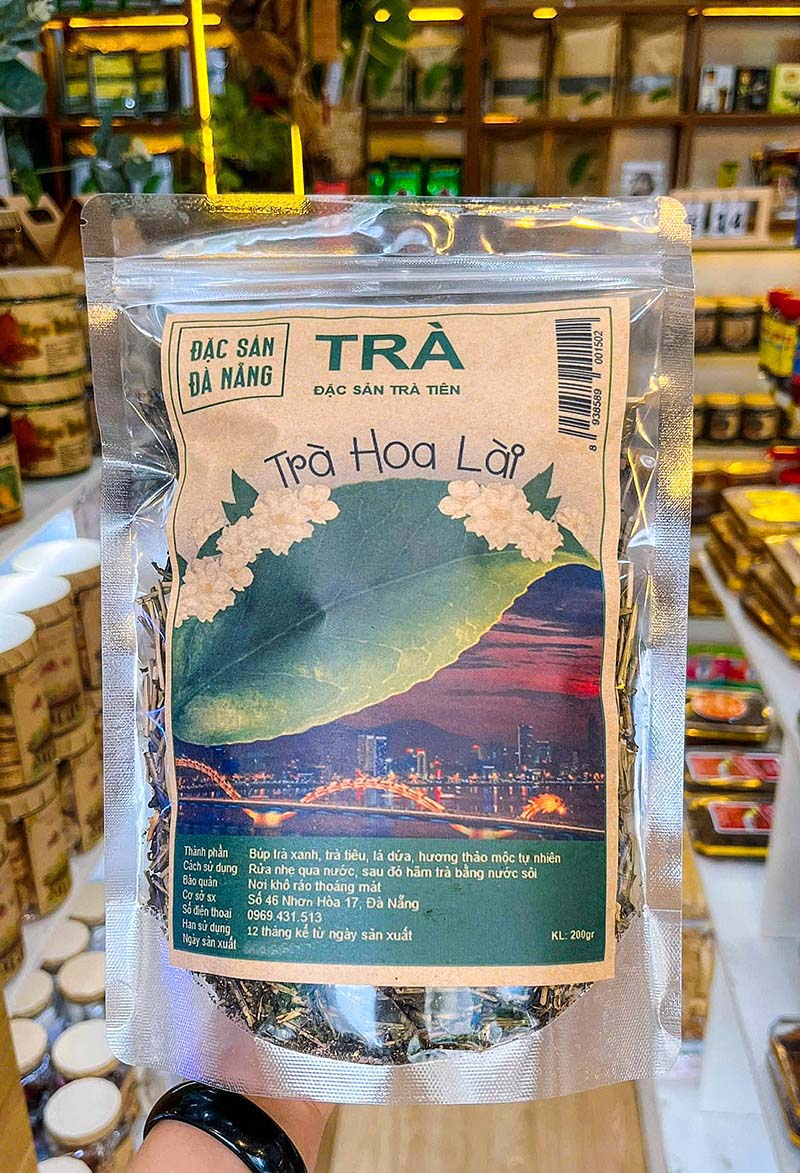 ĐẶC SẢN
ĐÀ NẴNG
TRÀ
ĐẶC SẢN TRÀ TIÊN
8 938589 001502
Trà Hoa Lài
Thành phần Búp trà xanh, trà tiêu, lá dứa, hương thảo mộc tự nhiên
Cách sử dụng Rửa nhẹ qua nước, sau đó hãm trà bằng nước sôi
Bảo quản Nơi khô ráo thoáng mát
Cơ sở sx Số 46 Nhơn Hòa 17, Đà Nẵng
Số điện thoại 0969.431.513
Hạn sử dụng 12 tháng kể từ ngày sản xuất
Ngày sản xuất
KL: 200gr